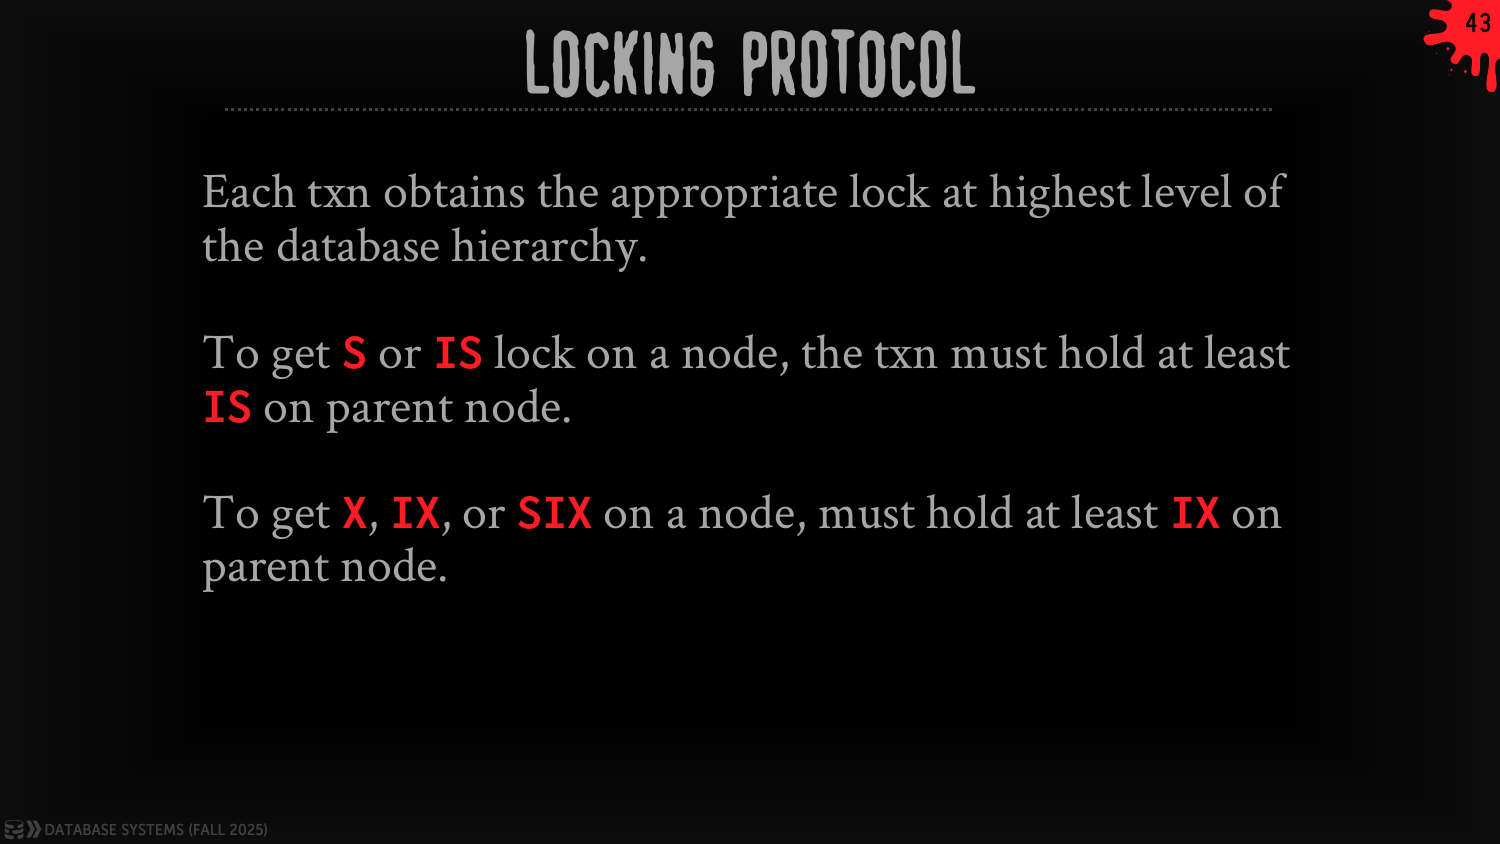 43
LOCKING PROTOCOL
Each txn obtains the appropriate lock at highest level of
the database hierarchy.
To get S or IS lock on a node, the txn must hold at least
IS on parent node.
To get X, IX, or SIX on a node, must hold at least IX on
parent node.
DATABASE SYSTEMS (FALL 2025)